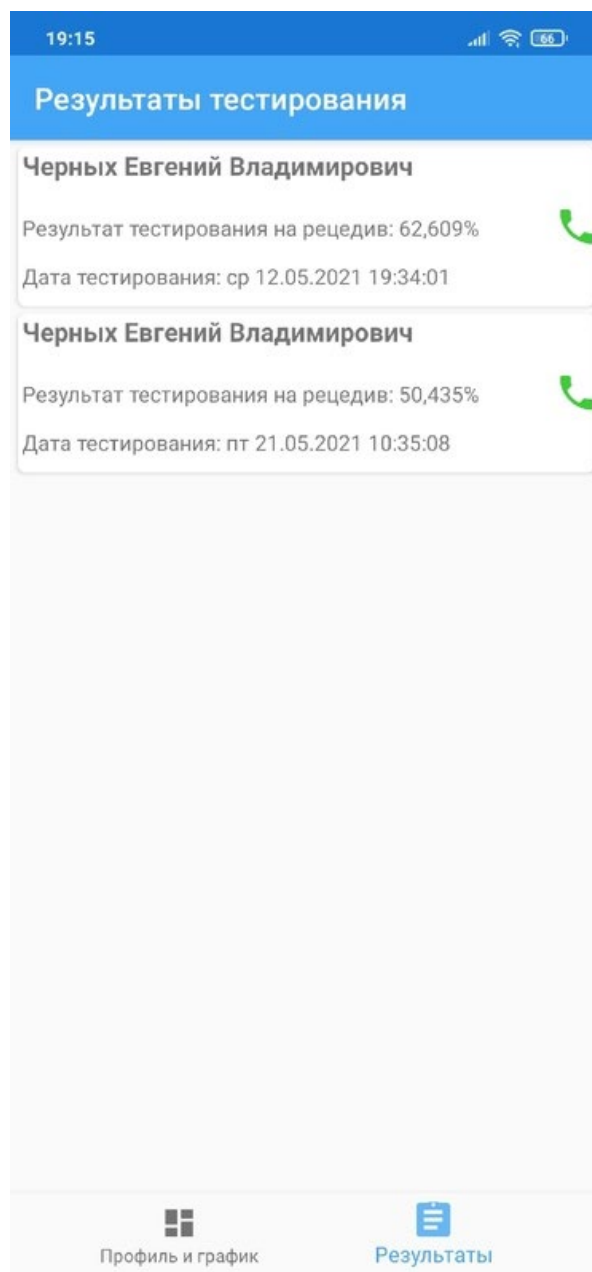 19:15
66
Результаты тестирования
Черных Евгений Владимирович
Результат тестирования на рецедив: 62,609%
Дата тестирования: ср 12.05.2021 19:34:01
Черных Евгений Владимирович
Результат тестирования на рецедив: 50,435%
Дата тестирования: пт 21.05.2021 10:35:08
Профиль и график
Результаты